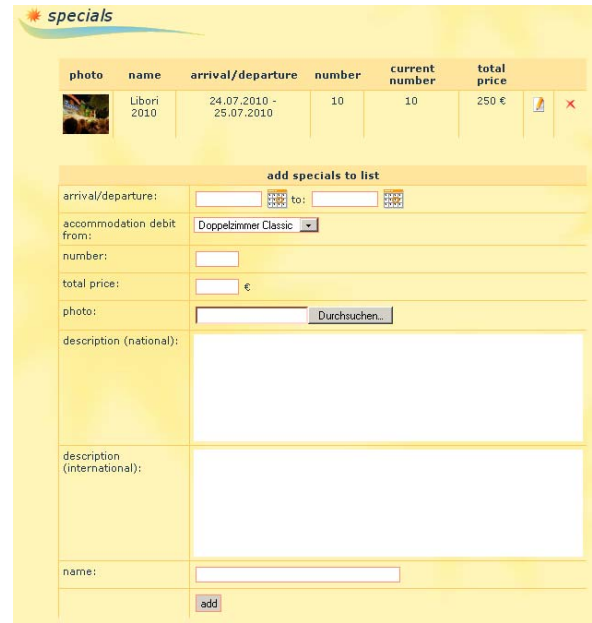 specials
photo name arrival/departure number current number total price
Libori 2010 24.07.2010 - 25.07.2010 10 10 250 €
add specials to list
arrival/departure: to:
accommodation debit from: Doppelzimmer Classic
number:
total price: €
photo: Durchsuchen...
description (national):
description (international):
name:
add